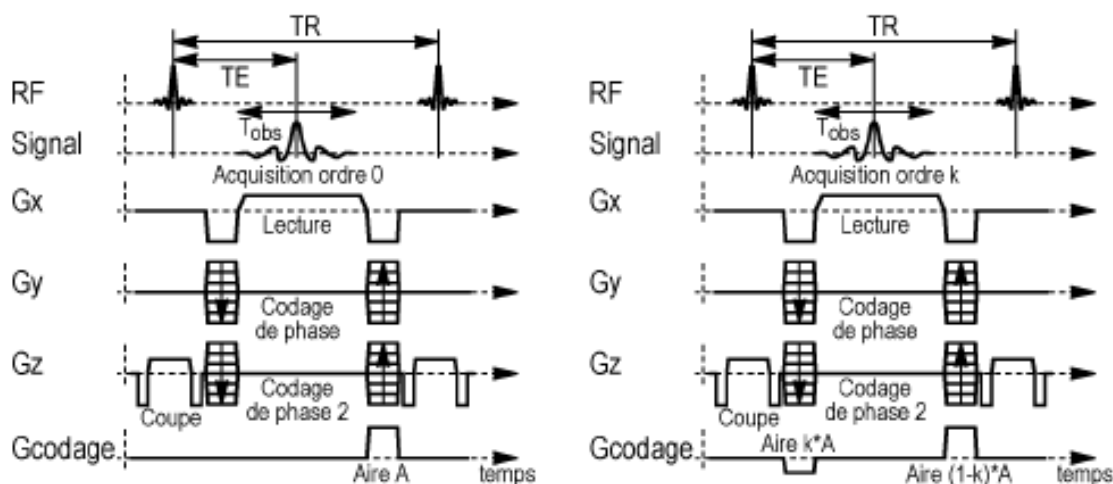 TR
TE
RF
Tobs
Signal
Acquisition ordre 0
Gx
Lecture
Gy
Codage
de phase
Gz
Codage
de phase 2
Coupe
Gcodage
Aire A
temps
TR
TE
RF
Tobs
Signal
Acquisition ordre k
Gx
Lecture
Gy
Codage
de phase
Gz
Codage
de phase 2
Coupe
Gcodage
Aire k*A
Aire (1-k)*A
temps